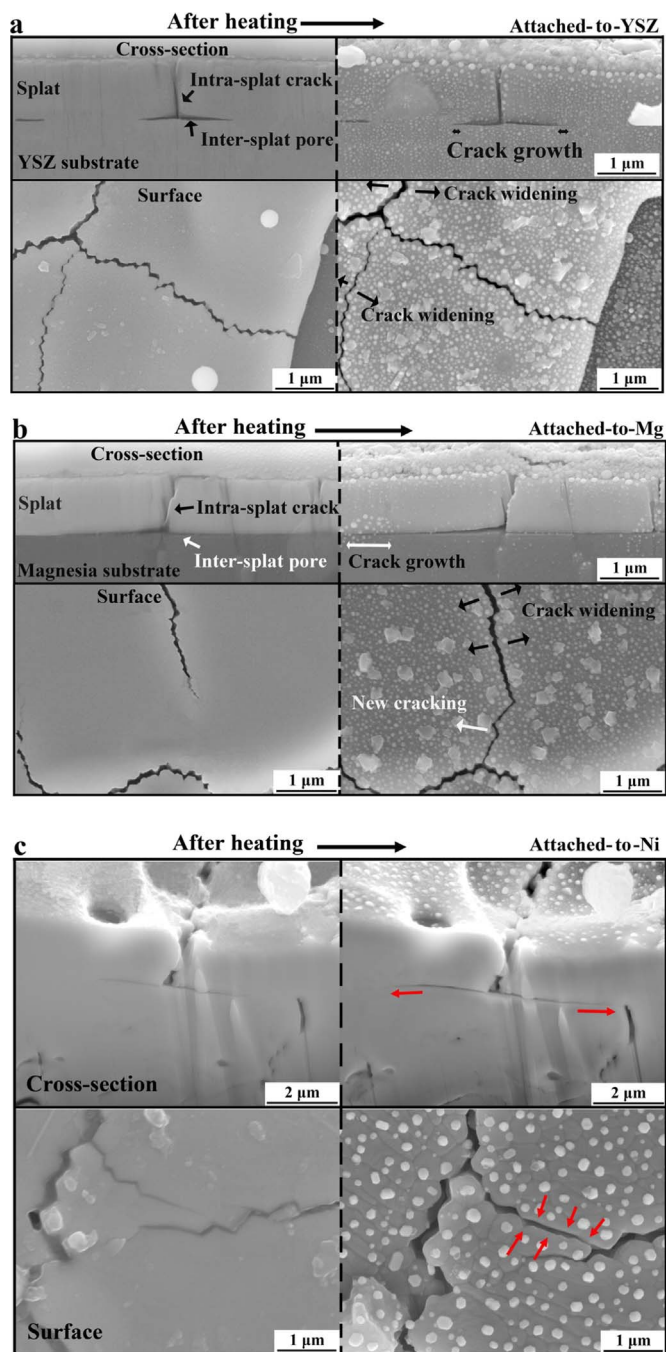 a
After heating
Attached-to-YSZ
Cross-section
Splat
Intra-splat crack
Inter-splat pore
YSZ substrate
Crack growth
1 µm
Surface
Crack widening
Crack widening
1 µm
1 µm
b
After heating
Attached-to-Mg
Cross-section
Splat
Intra-splat crack
Inter-splat pore
Magnesia substrate
Crack growth
1 µm
Surface
Crack widening
New cracking
1 µm
1 µm
c
After heating
Attached-to-Ni
Cross-section
2 µm
2 µm
Surface
1 µm
1 µm